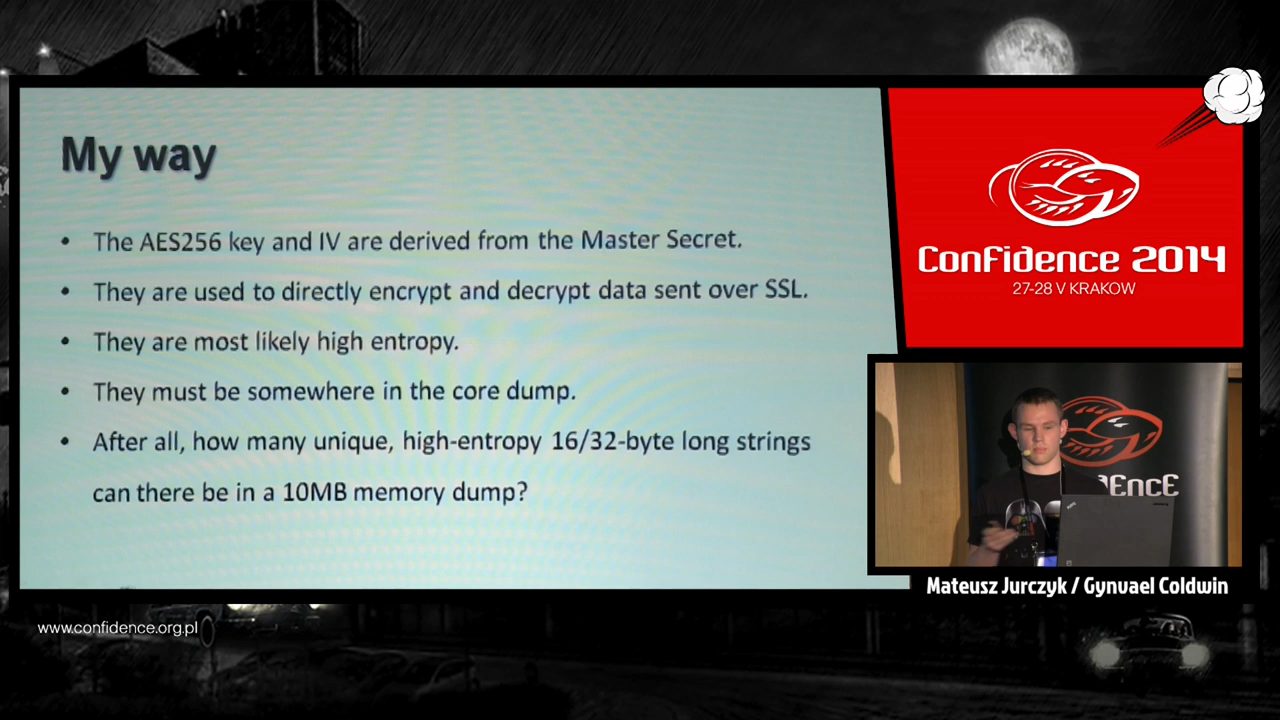 My way
• The AES256 key and IV are derived from the Master Secret.
• They are used to directly encrypt and decrypt data sent over SSL.
• They are most likely high entropy.
• They must be somewhere in the core dump.
• After all, how many unique, high-entropy 16/32-byte long strings
can there be in a 10MB memory dump?
Confidence 2014
27-28 V KRAKOW
Mateusz Jurczyk / Gynvael Coldwin
www.confidence.org.pl